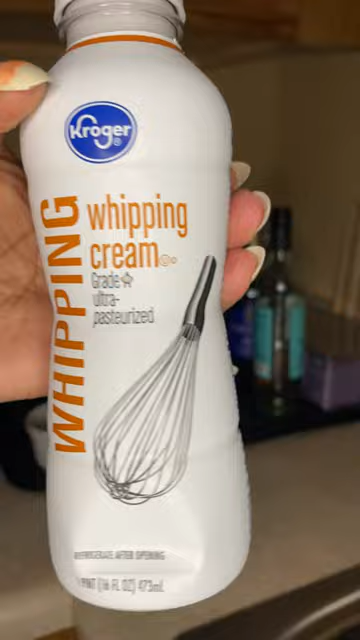 Kroger
WHIPPING
whipping
cream
Grade A
ultra-
pasteurized
REFRIGERATE AFTER OPENING
1 PINT (16 FL OZ) 473mL